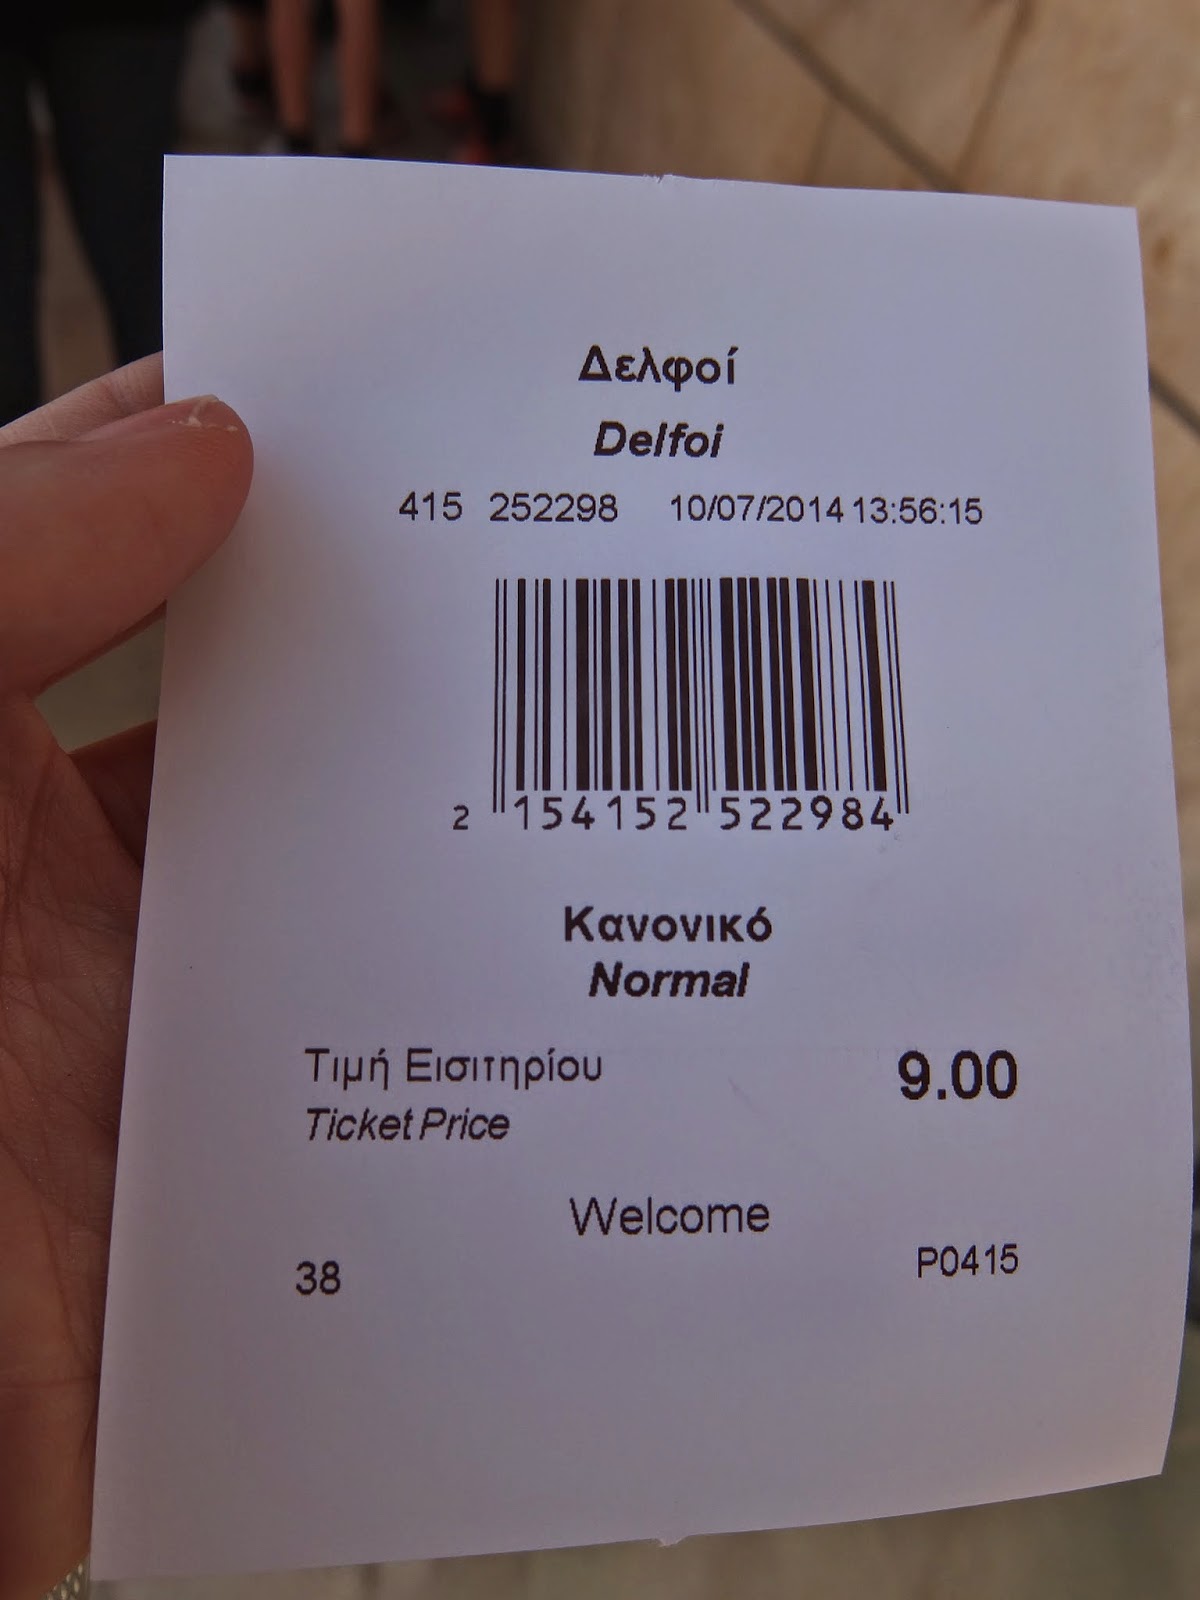 Δελφοί
Delfoi
415 252298 10/07/2014 13:56:15
2 154152 522984
Κανονικό
Normal
Τιμή Εισιτηρίου 9.00
Ticket Price
Welcome
38 P0415